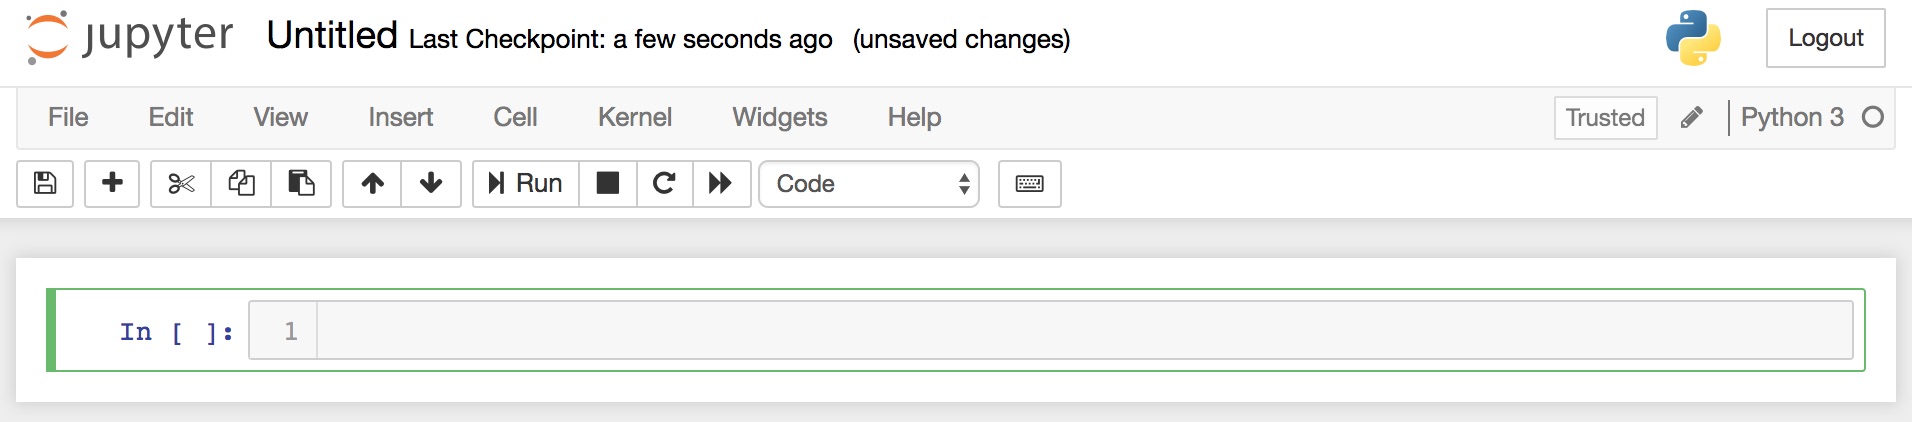 jupyter Untitled Last Checkpoint: a few seconds ago (unsaved changes) Logout
File Edit View Insert Cell Kernel Widgets Help Trusted Python 3
Run Code
In [ ]: 1